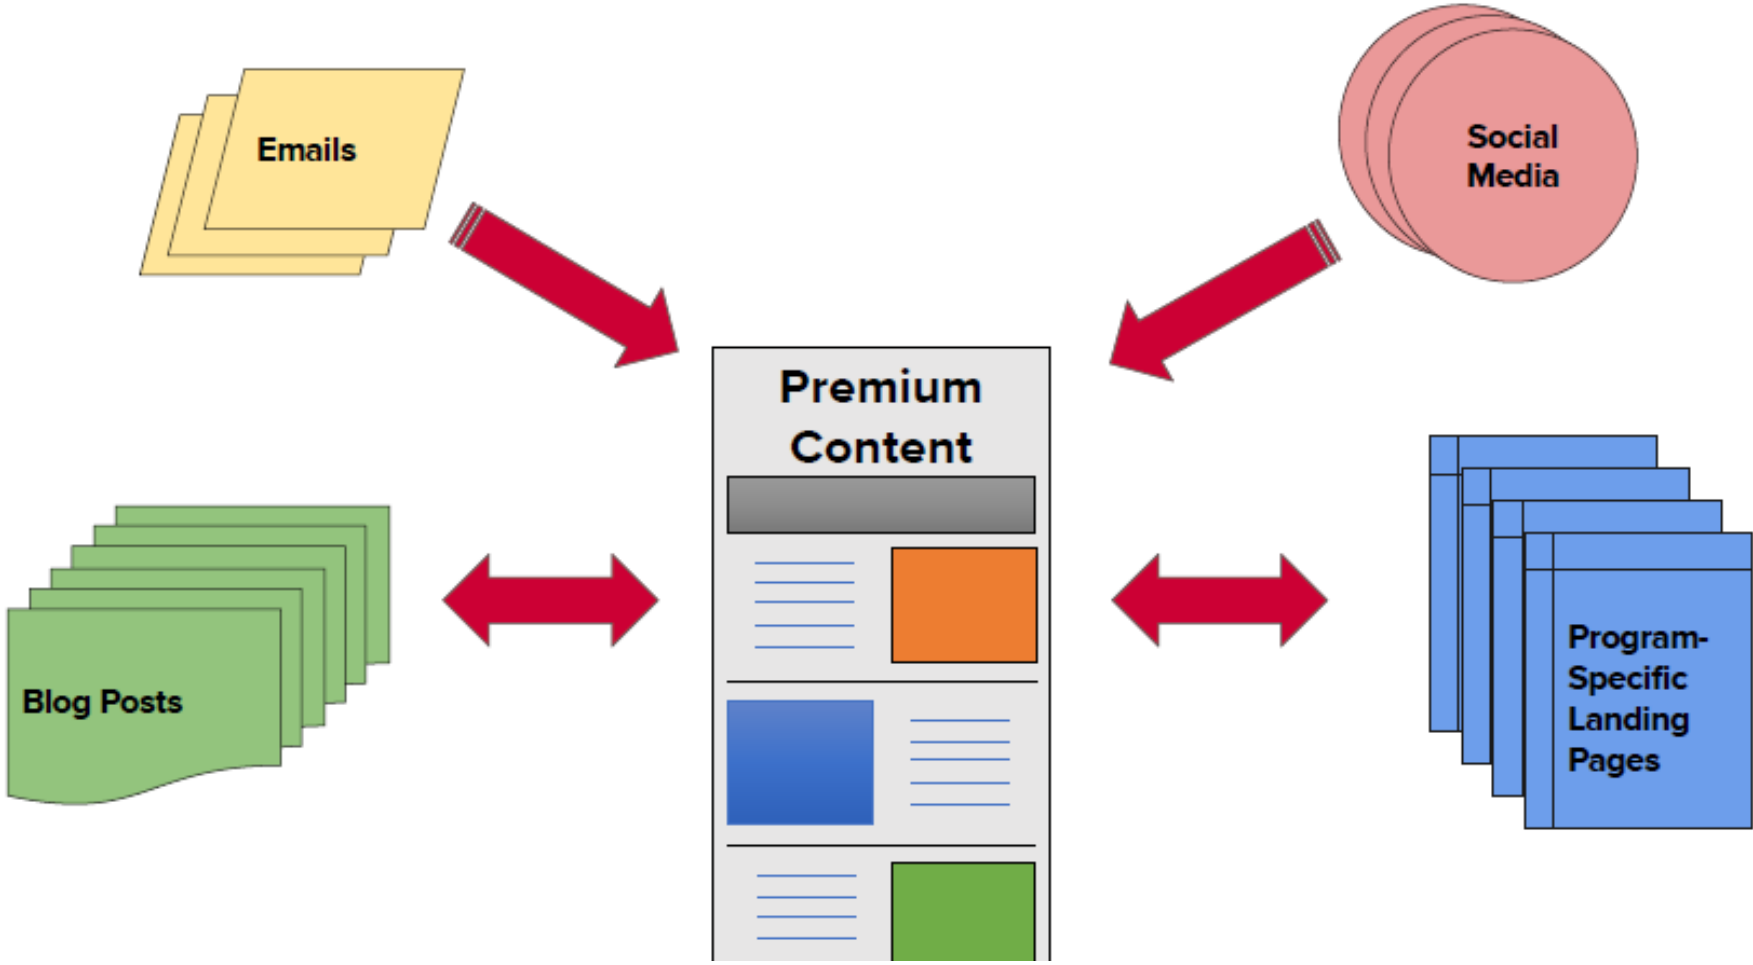 Emails
Social
Media
Premium
Content
Blog Posts
Program-
Specific
Landing
Pages